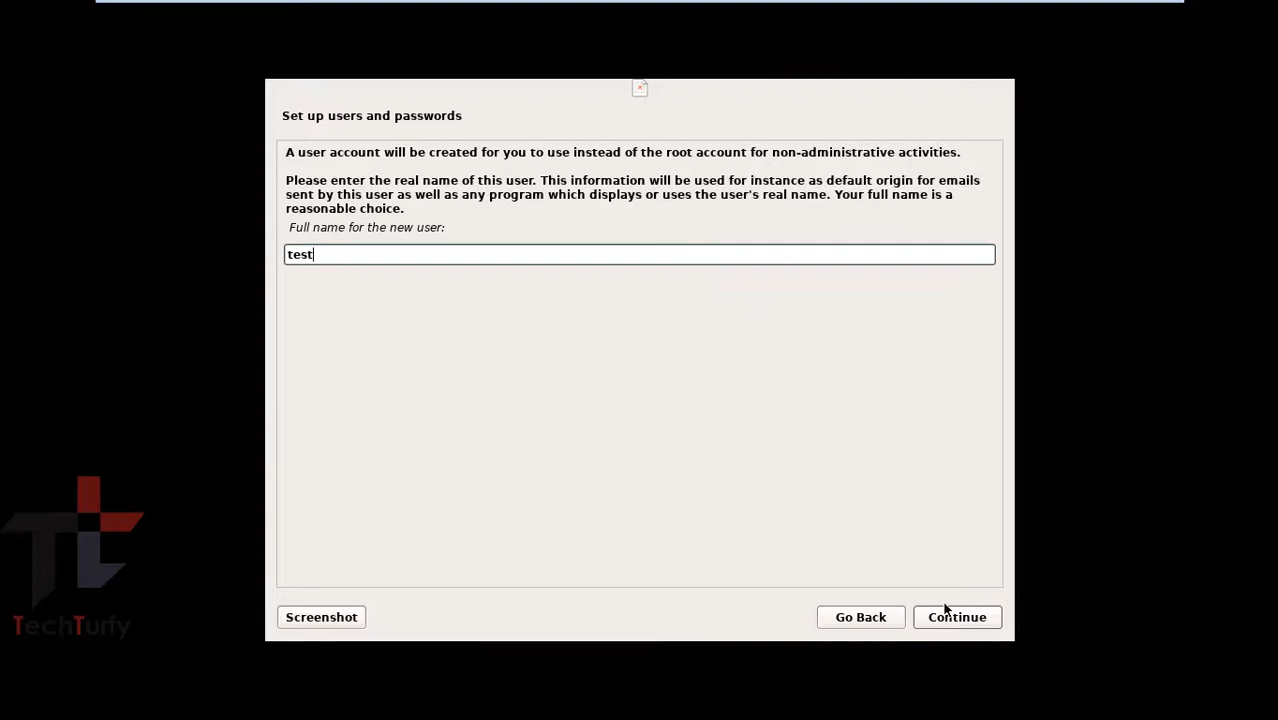 Set up users and passwords
A user account will be created for you to use instead of the root account for non-administrative activities.
Please enter the real name of this user. This information will be used for instance as default origin for emails
sent by this user as well as any program which displays or uses the user's real name. Your full name is a
reasonable choice.
Full name for the new user:
test
Screenshot
Go Back
Continue
TechTurfy